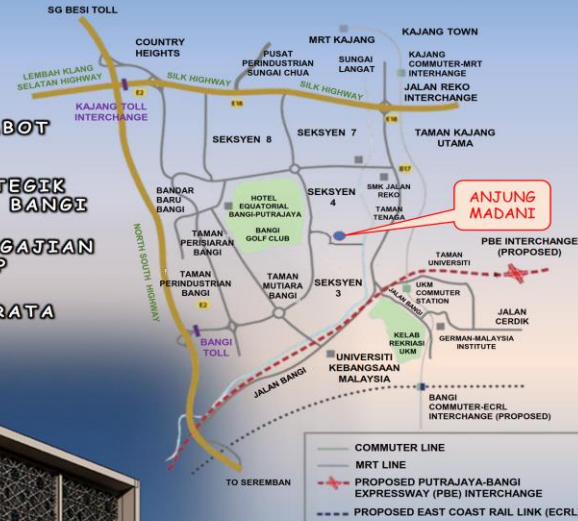 SG BESI TOLL
COUNTRY
HEIGHTS
PUSAT
PERINDUSTRIAN
SUNGAI CHUA
MRT KAJANG
SUNGAI
LANGAT
KAJANG TOWN
KAJANG
COMMUTER-MRT
INTERHANGE
LEMBAH KLANG
SELATAN HIGHWAY
E2
SILK HIGHWAY
E18
SILK HIGHWAY
JALAN REKO
INTERCHANGE
KAJANG TOLL
INTERCHANGE
E18
BOT
SEKSYEN 8
SEKSYEN 7
TAMAN KAJANG
UTAMA
B17
TEGIK
BANGI
BANDAR
BARU
BANGI
HOTEL
EQUATORIAL
BANGI-PUTRAJAYA
BANGI
GOLF CLUB
SEKSYEN
4
SMK JALAN
REKO
TAMAN
TENAGA
ANJUNG
MADANI
GAJIAN
P
RATA
NORTH SOUTH HIGHWAY
TAMAN
PERISIARAN
BANGI
TAMAN
PERINDUSTRIAN
BANGI
TAMAN
MUTIARA
BANGI
SEKSYEN
3
TAMAN
UNIVERSITI
PBE INTERCHANGE
(PROPOSED)
E2
BANGI
TOLL
UKM
COMMUTER
STATION
JALAN BANGI
JALAN
CERDIK
KELAB
REKRIASI
UKM
GERMAN-MALAYSIA
INSTITUTE
UNIVERSITI
KEBANGSAAN
MALAYSIA
JALAN BANGI
BANGI
COMMUTER-ECRL
INTERCHANGE (PROPOSED)
TO SEREMBAN
COMMUTER LINE
MRT LINE
PROPOSED PUTRAJAYA-BANGI
EXPRESSWAY (PBE) INTERCHANGE
PROPOSED EAST COAST RAIL LINK (ECRL